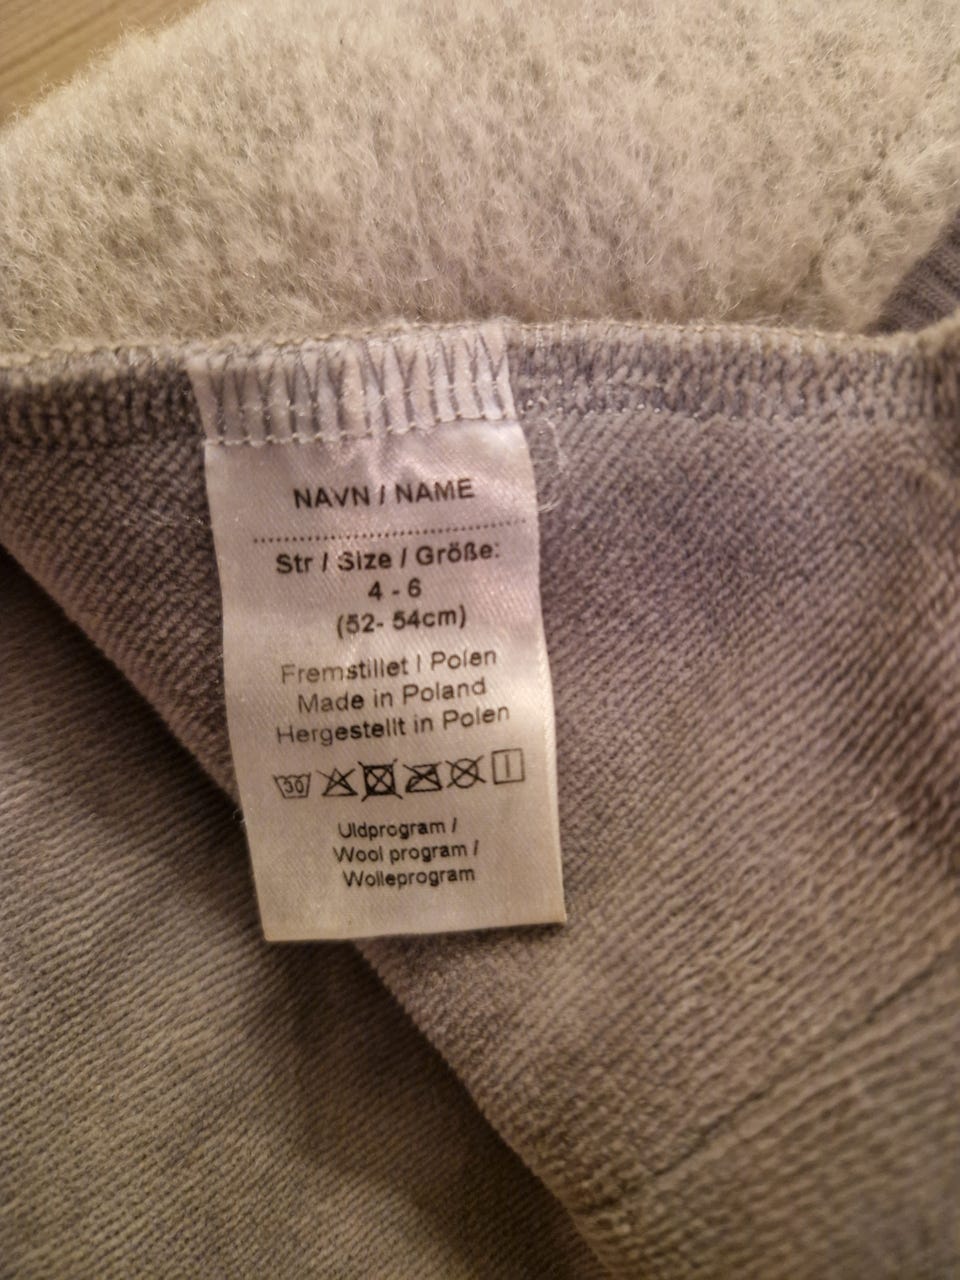 NAVN / NAME
Str / Size / Größe:
4 - 6
(52- 54cm)
Fremstillet I Polen
Made in Poland
Hergestellt in Polen
30
Uldprogram /
Wool program /
Wolleprogram